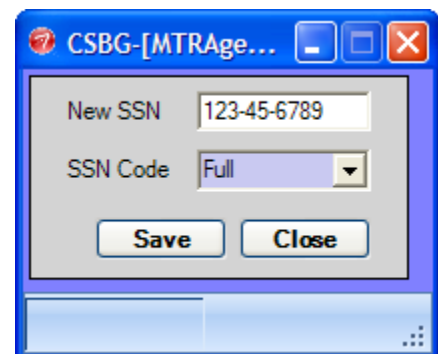 CSBG-[MTRAge...
New SSN 123-45-6789
SSN Code Full
Save Close